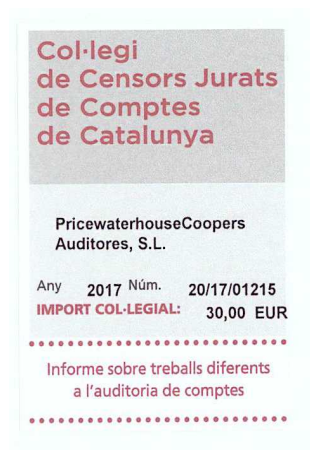 Col·legi
de Censors Jurats
de Comptes
de Catalunya
PricewaterhouseCoopers
Auditores, S.L.
Any 2017 Núm. 20/17/01215
IMPORT COL·LEGIAL: 30,00 EUR
Informe sobre treballs diferents
a l'auditoria de comptes